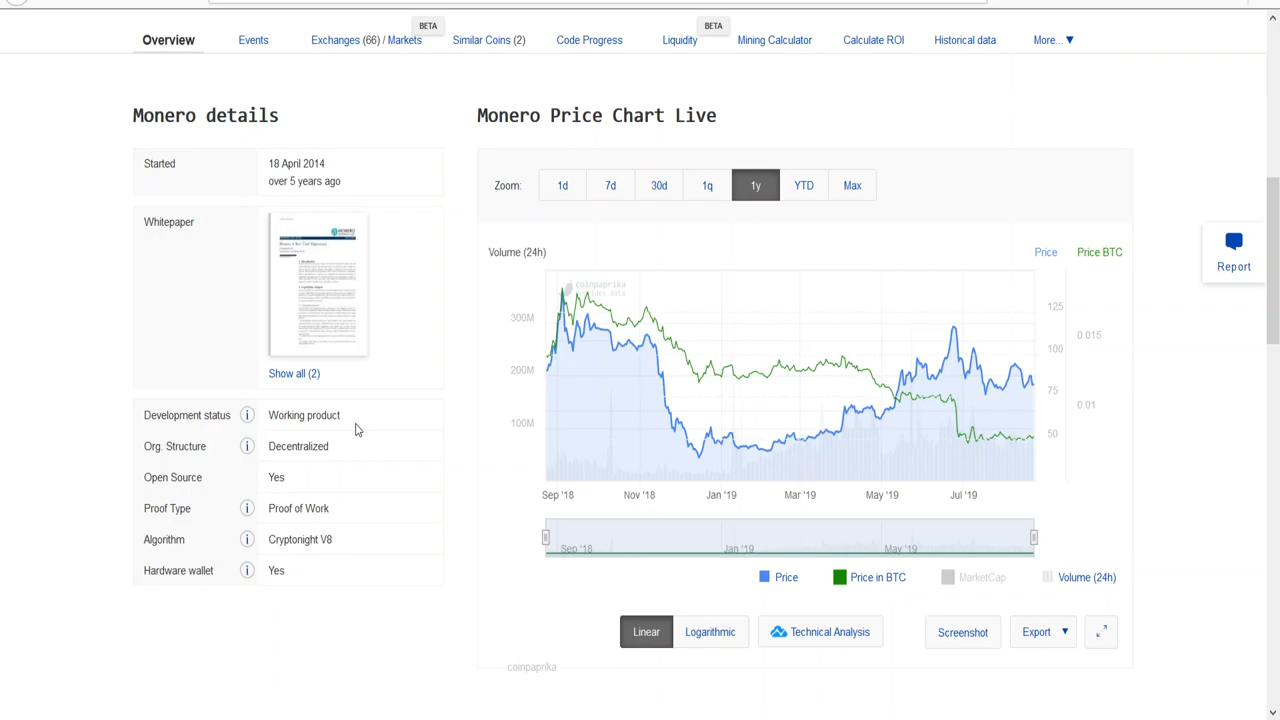 BETA
BETA
Overview
Events
Exchanges (66) / Markets
Similar Coins (2)
Code Progress
Liquidity
Mining Calculator
Calculate ROI
Historical data
More... ▼
Monero details
Started
18 April 2014
over 5 years ago
Whitepaper
Show all (2)
Development status
i
Working product
Org. Structure
i
Decentralized
Open Source
Yes
Proof Type
i
Proof of Work
Algorithm
i
Cryptonight V8
Hardware wallet
i
Yes
Monero Price Chart Live
Zoom:
1d
7d
30d
1q
1y
YTD
Max
Volume (24h)
Price
Price BTC
coinpaprika
300M
200M
100M
125
100
75
50
0.015
0.01
Sep '18
Nov '18
Jan '19
Mar '19
May '19
Jul '19
Sep '18
Jan '19
May '19
Price
Price in BTC
MarketCap
Volume (24h)
Linear
Logarithmic
Technical Analysis
Screenshot
Export ▼
coinpaprika
Report